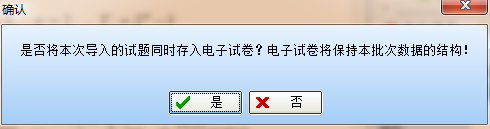 确认
是否将本次导入的试题同时存入电子试卷？电子试卷将保持本批次数据的结构！
是
否